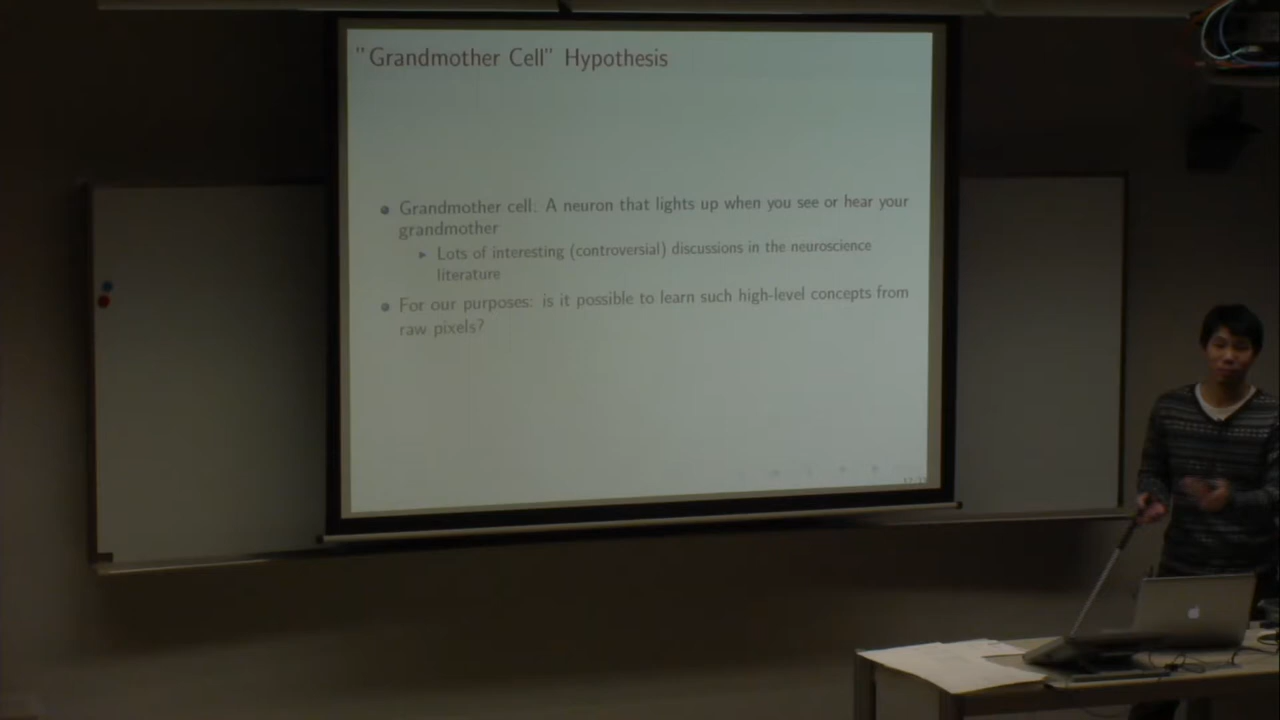 "Grandmother Cell" Hypothesis
Grandmother cell: A neuron that lights up when you see or hear your
grandmother
Lots of interesting (controversial) discussions in the neuroscience
literature
For our purposes: is it possible to learn such high-level concepts from
raw pixels?